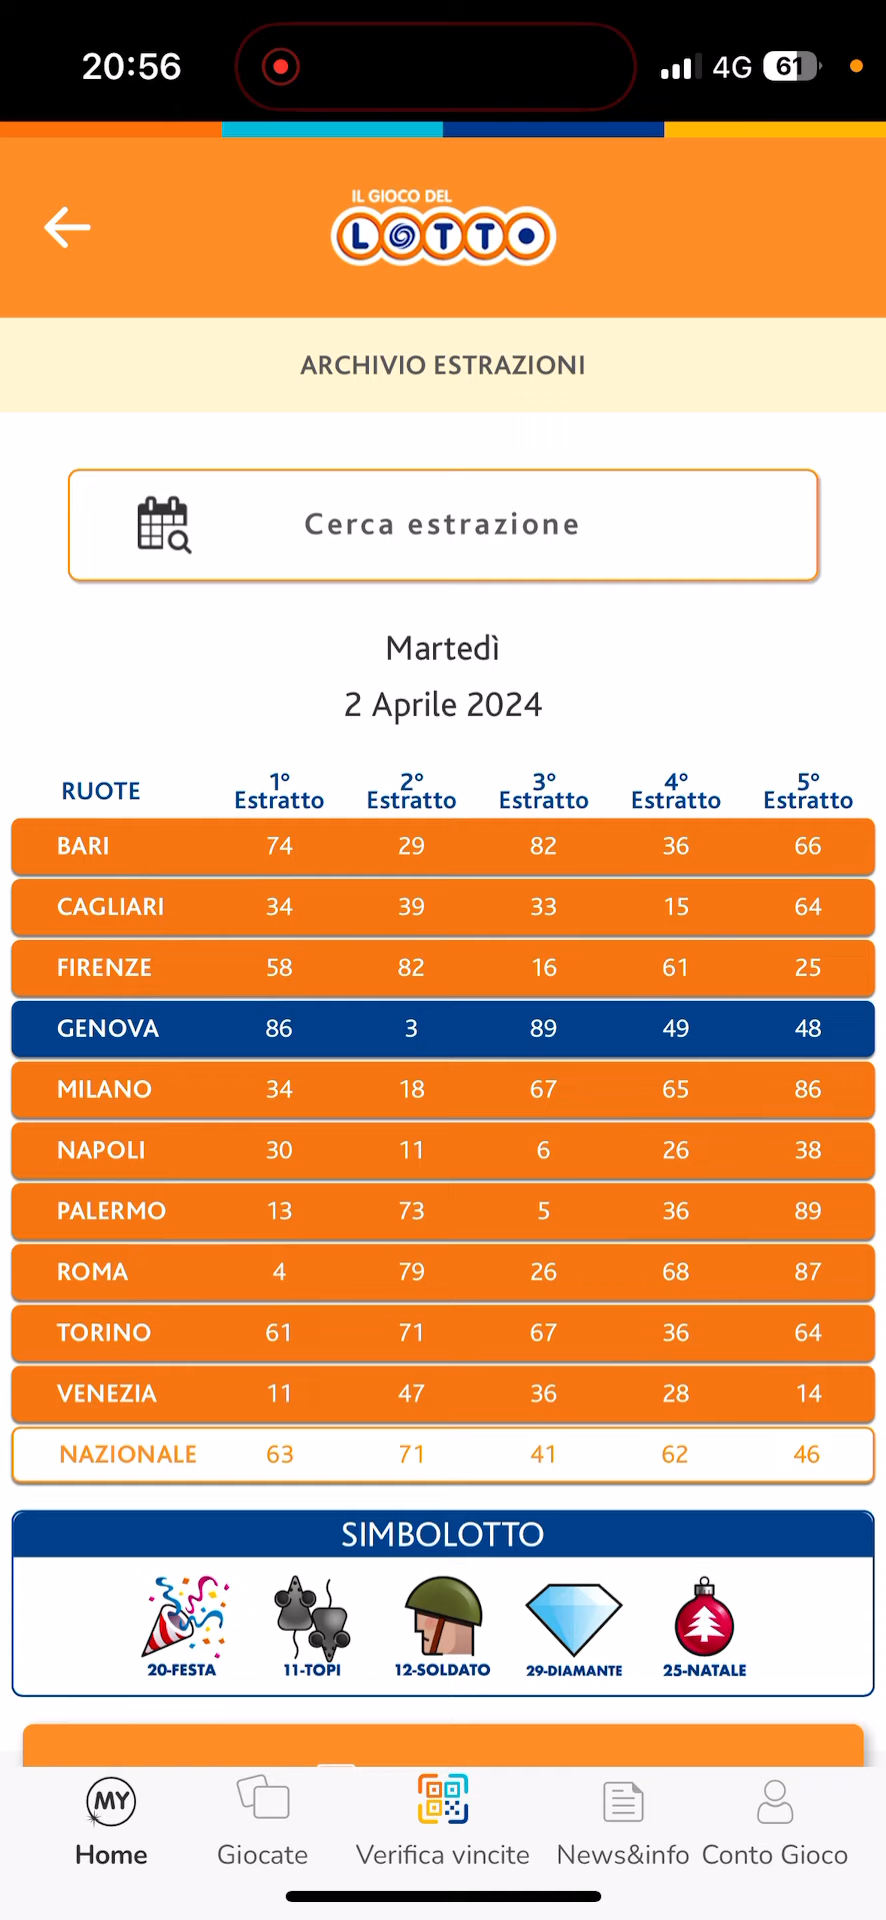 20:56 4G 61
IL GIOCO DEL
LOTTO
ARCHIVIO ESTRAZIONI
Cerca estrazione
Martedì
2 Aprile 2024
RUOTE 1° Estratto 2° Estratto 3° Estratto 4° Estratto 5° Estratto
BARI 74 29 82 36 66
CAGLIARI 34 39 33 15 64
FIRENZE 58 82 16 61 25
GENOVA 86 3 89 49 48
MILANO 34 18 67 65 86
NAPOLI 30 11 6 26 38
PALERMO 13 73 5 36 89
ROMA 4 79 26 68 87
TORINO 61 71 67 36 64
VENEZIA 11 47 36 28 14
NAZIONALE 63 71 41 62 46
SIMBOLOTTO
20-FESTA 11-TOPI 12-SOLDATO 29-DIAMANTE 25-NATALE
MY
Home Giocate Verifica vincite News&info Conto Gioco